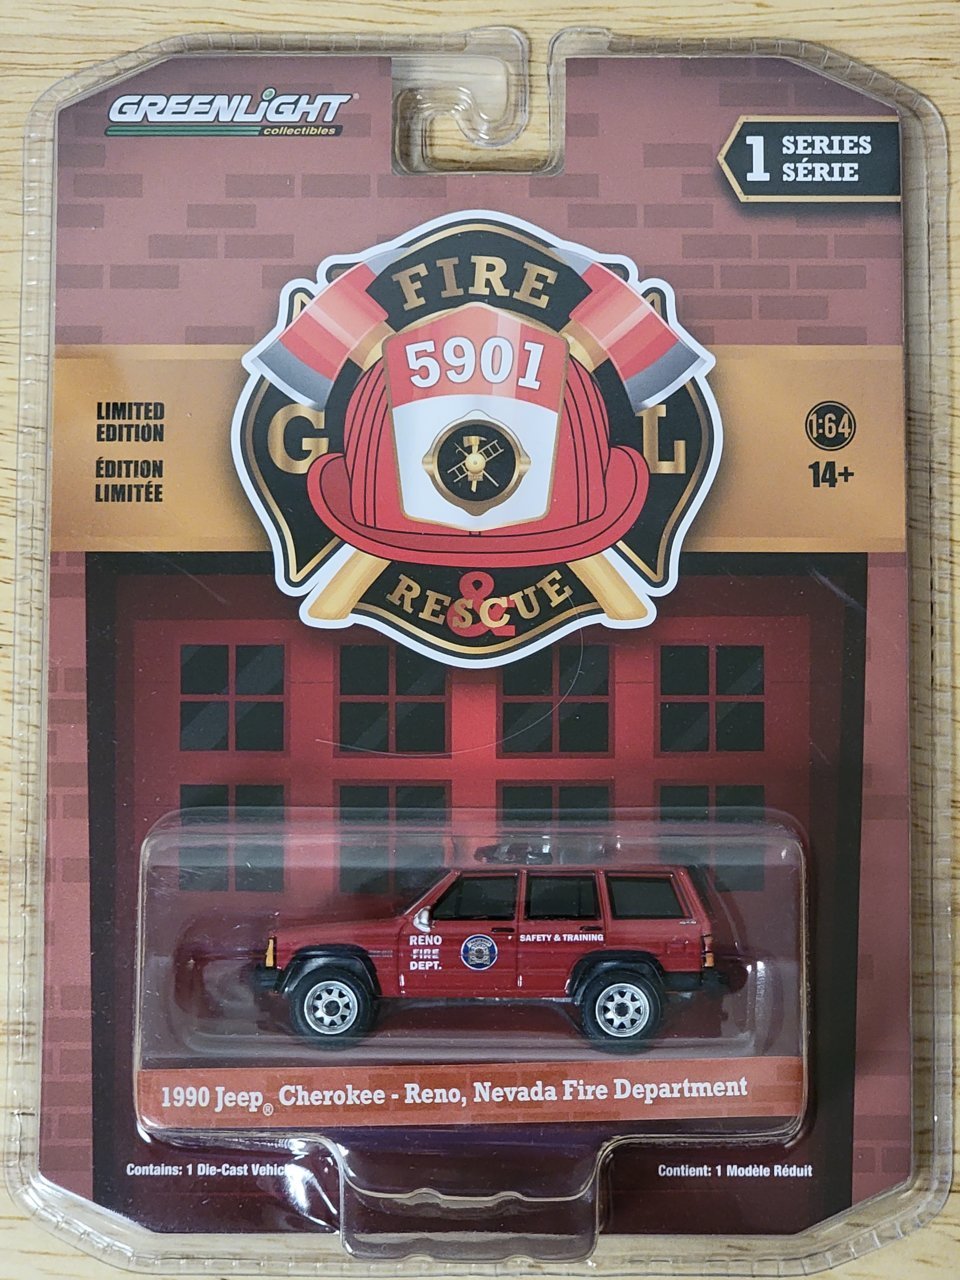 GREENLIGHT®
collectibles
1 SERIES
SÉRIE
FIRE
5901
G L
LIMITED
EDITION
ÉDITION
LIMITÉE
1:64
14+
&
RESCUE
RENO
FIRE
DEPT.
SAFETY & TRAINING
1990 Jeep® Cherokee - Reno, Nevada Fire Department
Contains: 1 Die-Cast Vehic
Contient: 1 Modèle Réduit